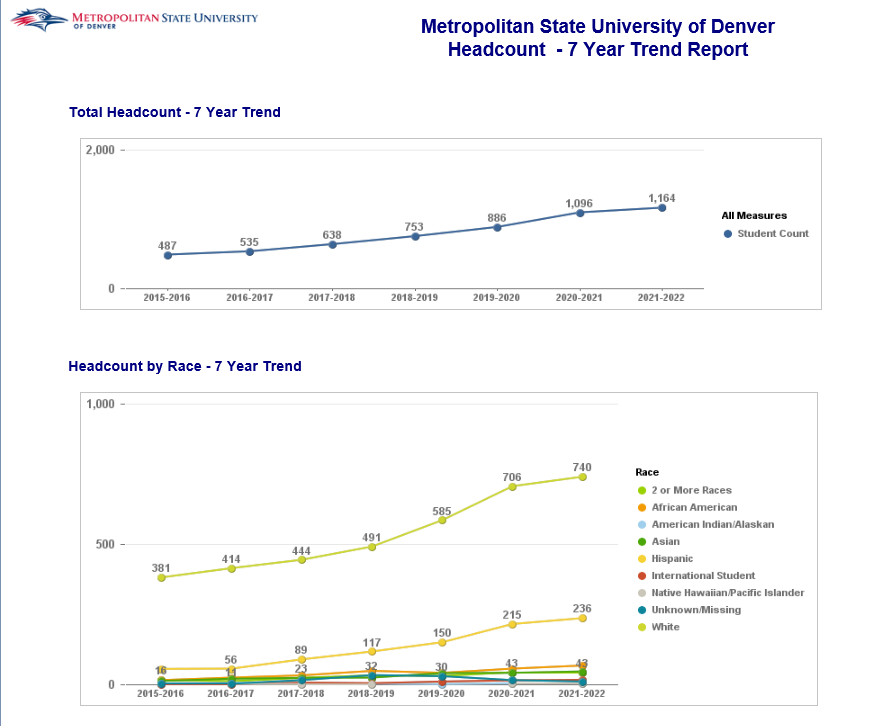 METROPOLITAN STATE UNIVERSITY
OF DENVER
Metropolitan State University of Denver
Headcount - 7 Year Trend Report
Total Headcount - 7 Year Trend
2,000
487 535 638 753 886 1,096 1,164
All Measures
Student Count
0
2015-2016 2016-2017 2017-2018 2018-2019 2019-2020 2020-2021 2021-2022
Headcount by Race - 7 Year Trend
1,000
381 414 444 491 585 706 740
500
56 89 117 150 215 236
16 23 32 30 43 43
0
2015-2016 2016-2017 2017-2018 2018-2019 2019-2020 2020-2021 2021-2022
Race
2 or More Races
African American
American Indian/Alaskan
Asian
Hispanic
International Student
Native Hawaiian/Pacific Islander
Unknown/Missing
White